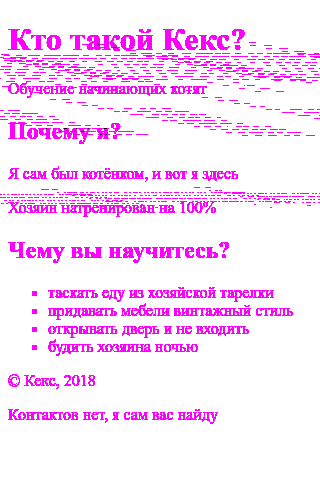 Кто такой Кекс?
Обучение начинающих котят
Почему я?
Я сам был котёнком, и вот я здесь
Хозяин натренирован на 100%
Чему вы научитесь?
таскать еду из хозяйской тарелки
придавать мебели винтажный стиль
открывать дверь и не входить
будить хозяина ночью
© Кекс, 2018
Контактов нет, я сам вас найду